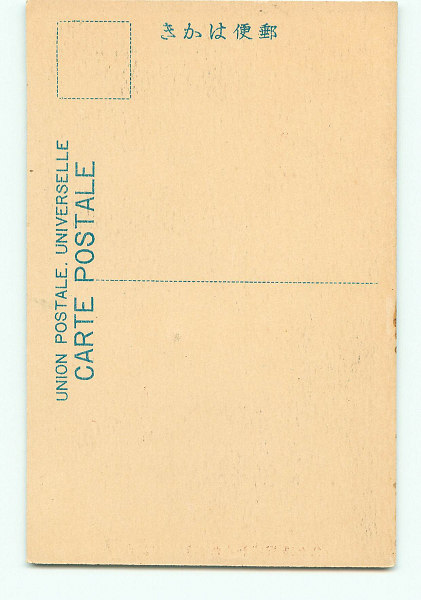 きかは便郵
UNION POSTALE. UNIVERSELLE
CARTE POSTALE